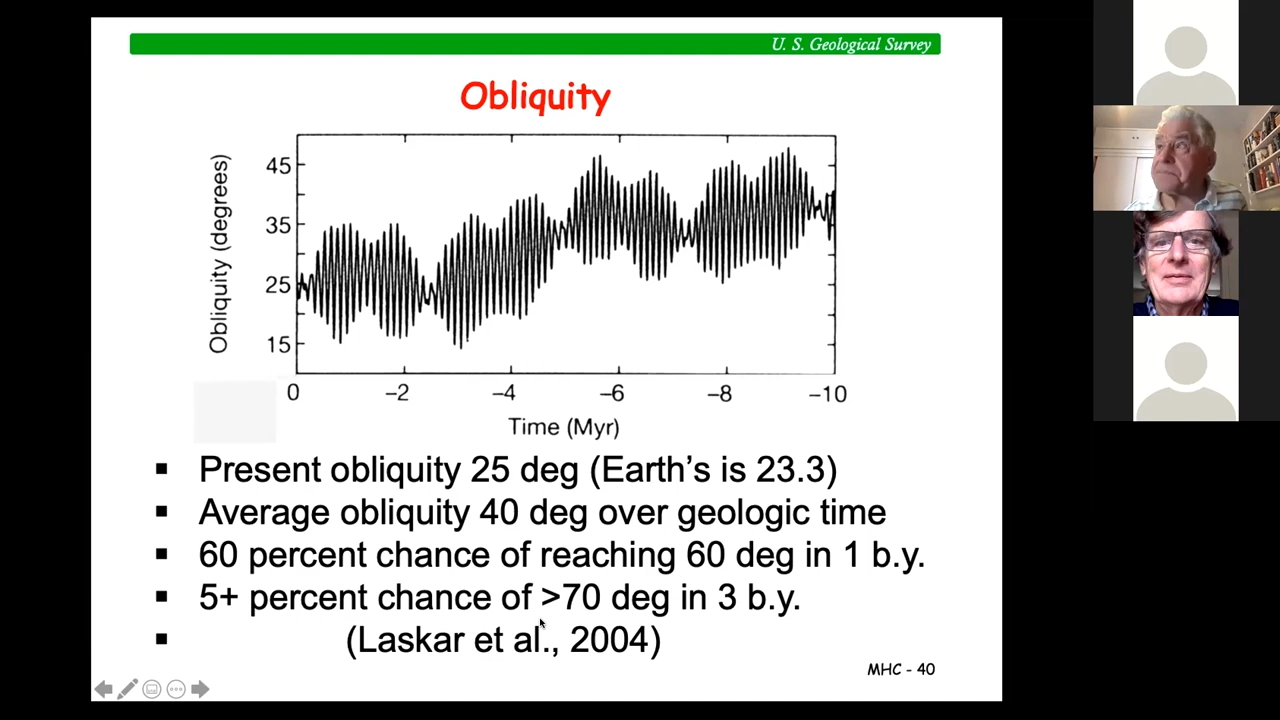 U. S. Geological Survey
Obliquity
Obliquity (degrees)
45
35
25
15
0 −2 −4 −6 −8 −10
Time (Myr)
▪ Present obliquity 25 deg (Earth’s is 23.3)
▪ Average obliquity 40 deg over geologic time
▪ 60 percent chance of reaching 60 deg in 1 b.y.
▪ 5+ percent chance of >70 deg in 3 b.y.
▪ (Laskar et al., 2004)
MHC - 40